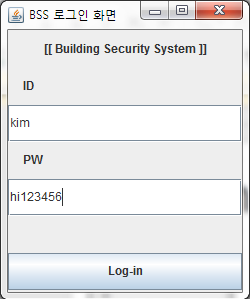 BSS 로그인 화면
[[ Building Security System ]]
ID
kim
PW
hi123456
Log-in